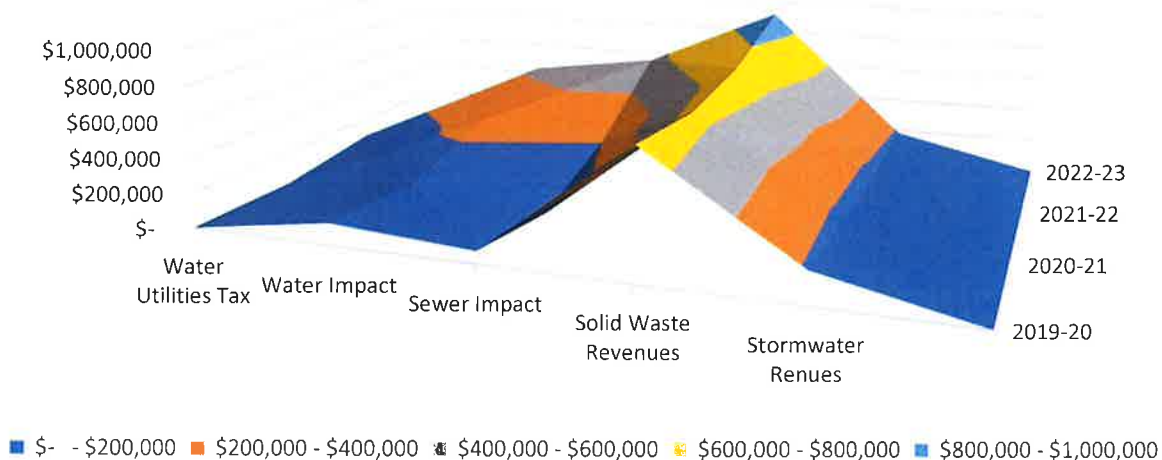 $1,000,000
$800,000
$600,000
$400,000
$200,000
$-
Water
Utilities Tax
Water Impact
Sewer Impact
Solid Waste
Revenues
Stormwater
Renues
2022-23
2021-22
2020-21
2019-20
$- - $200,000 $200,000 - $400,000 $400,000 - $600,000 $600,000 - $800,000 $800,000 - $1,000,000